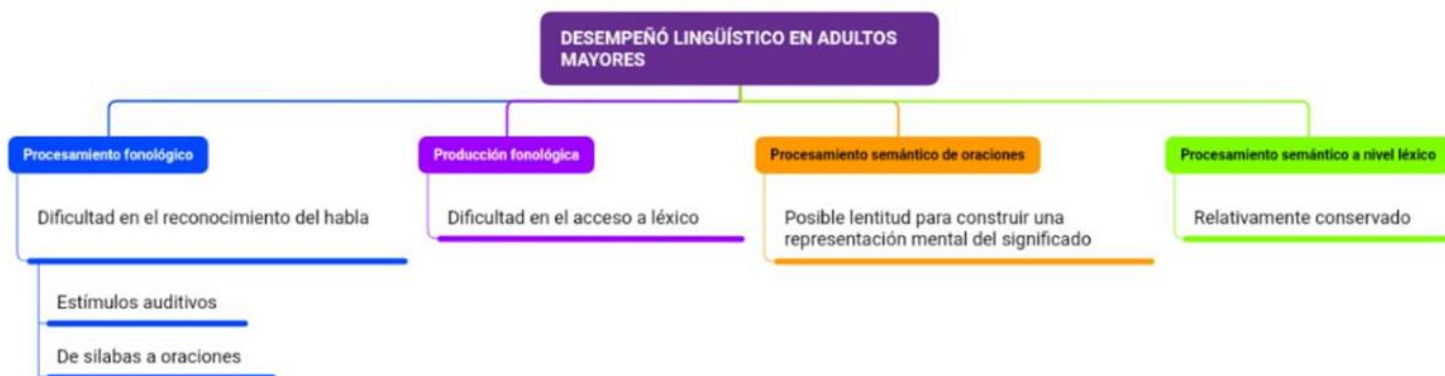 DESEMPEÑÓ LINGÜÍSTICO EN ADULTOS
MAYORES
Procesamiento fonológico
Dificultad en el reconocimiento del habla
Estímulos auditivos
De silabas a oraciones
Producción fonológica
Dificultad en el acceso a léxico
Procesamiento semántico de oraciones
Posible lentitud para construir una
representación mental del significado
Procesamiento semántico a nivel léxico
Relativamente conservado